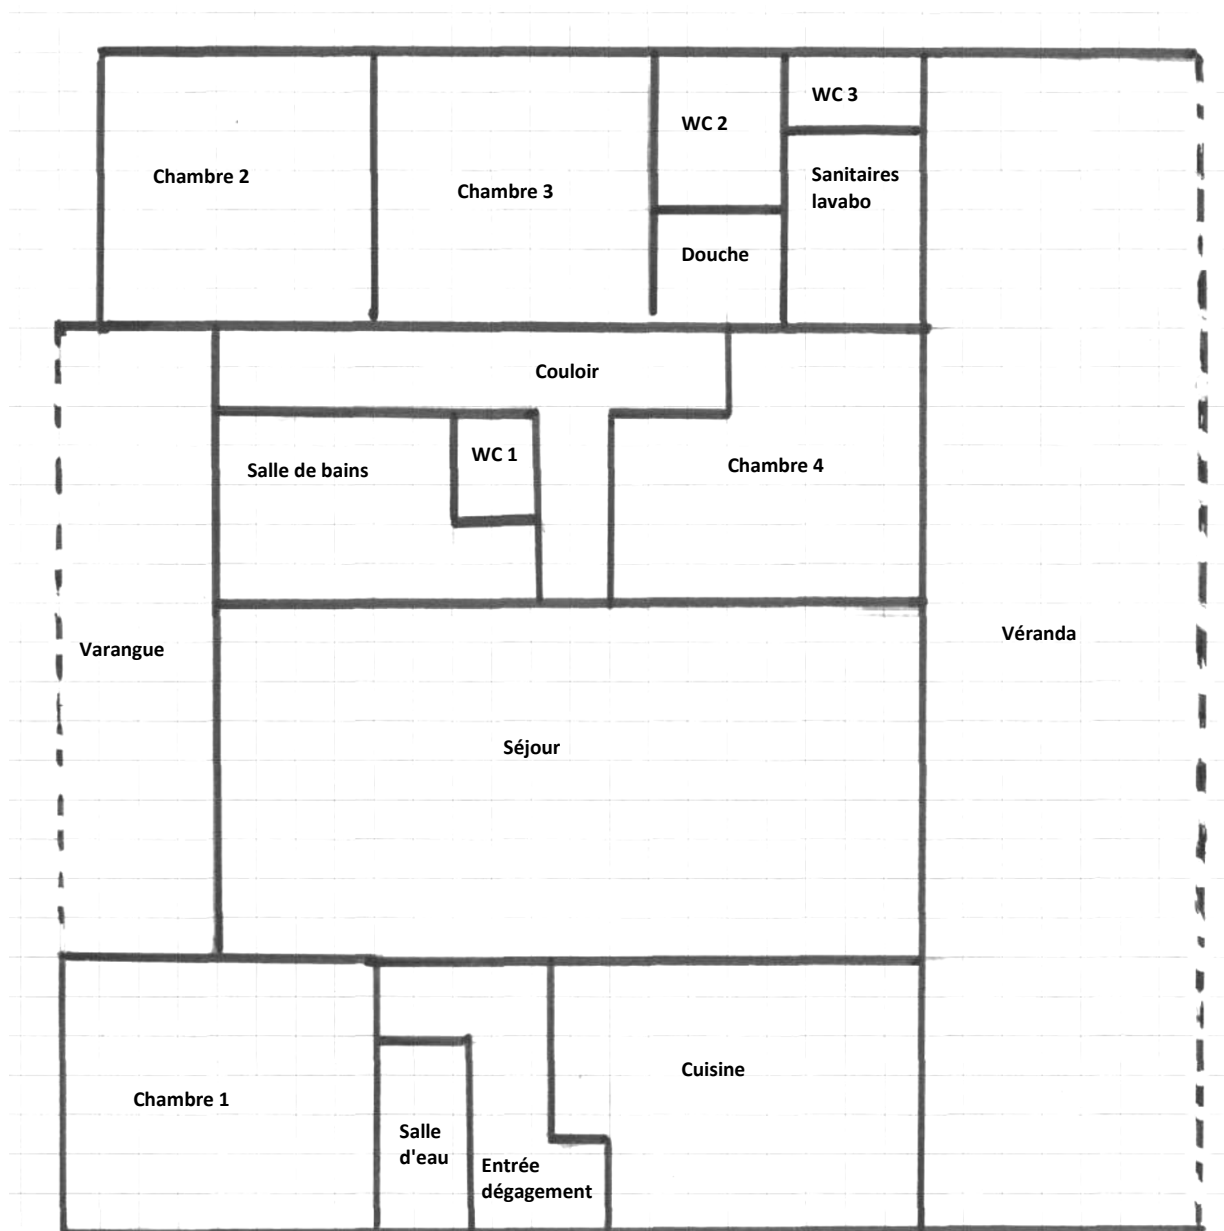 WC 3
WC 2
Chambre 2
Chambre 3
Sanitaires
lavabo
Douche
Couloir
WC 1
Salle de bains
Chambre 4
Varangue
Véranda
Séjour
Cuisine
Chambre 1
Salle
d'eau
Entrée
dégagement